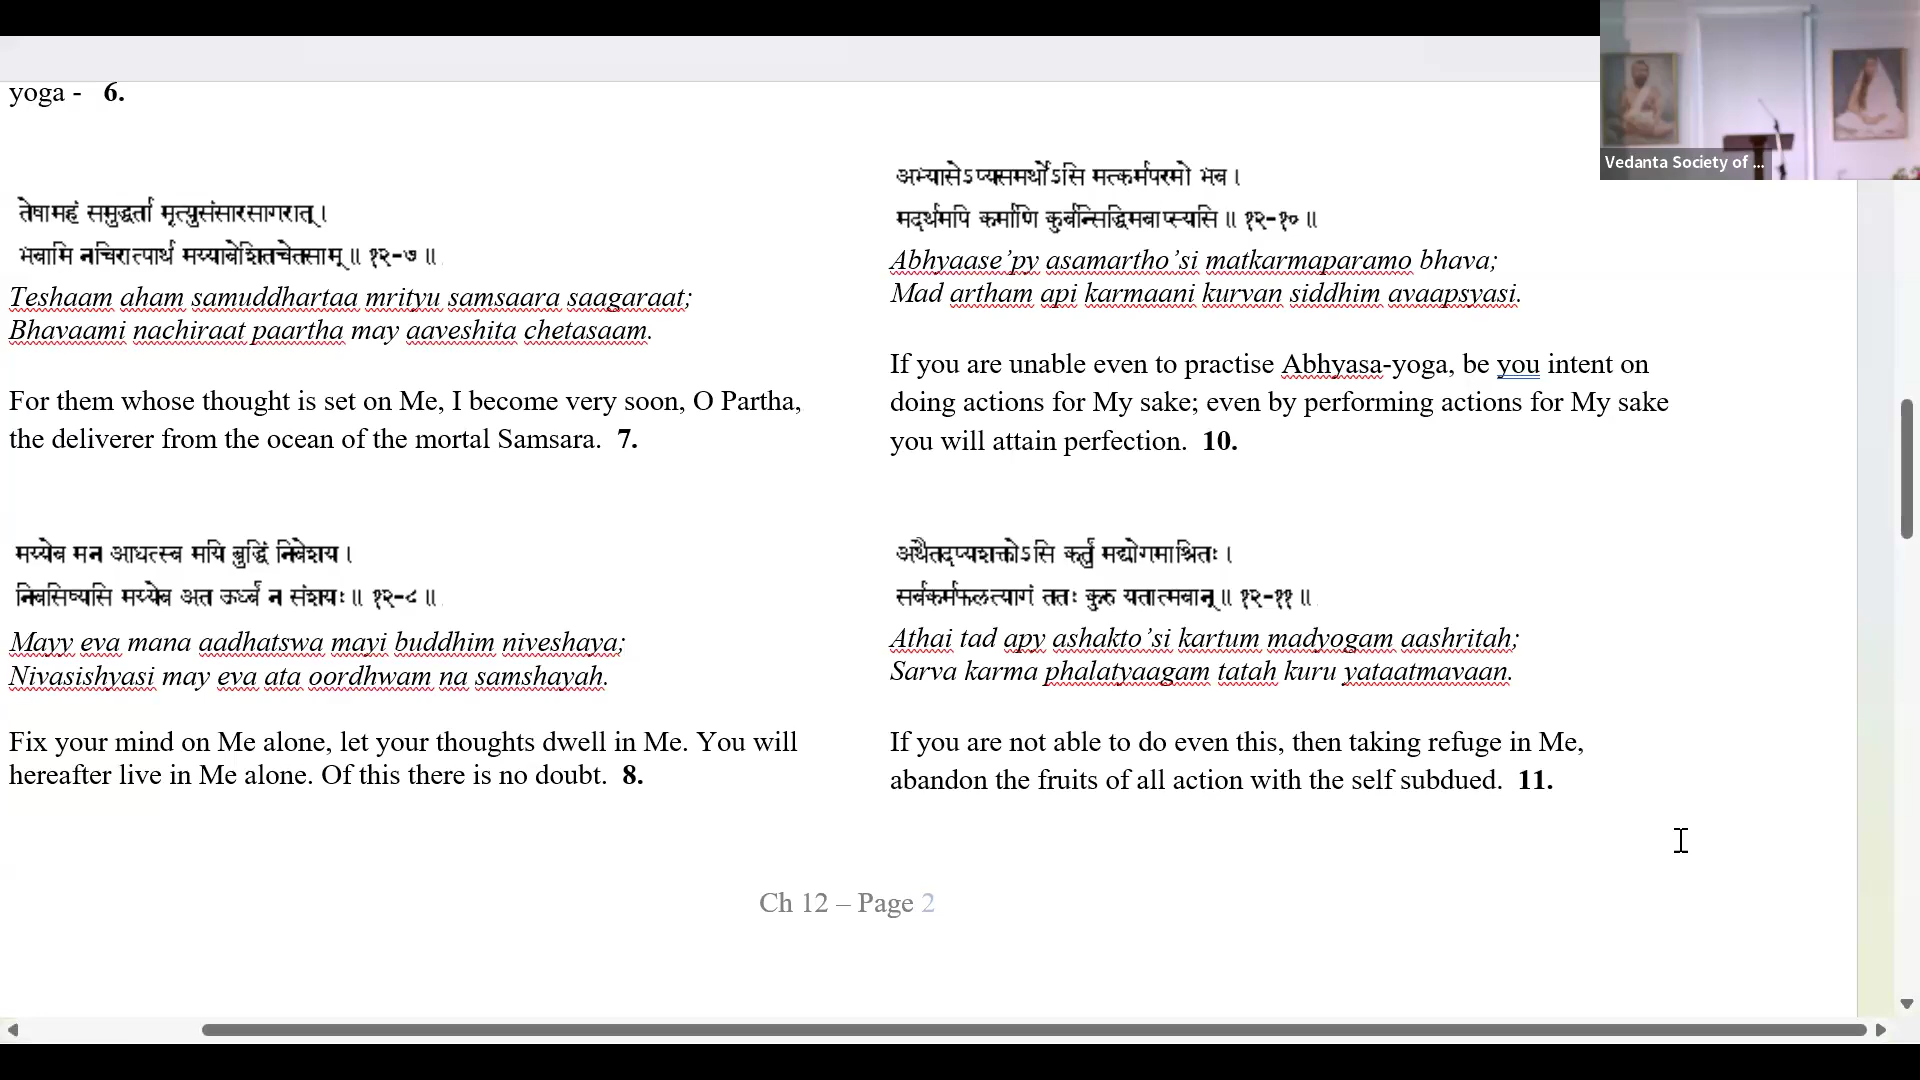 yoga -   6.
तेषामहं समुद्धर्ता मृत्युसंसारसागरात्।
भवामि नचिरात्पार्थ मय्यावेशितचेतसाम्॥ १२-७॥
Teshaam aham samuddhartaa mrityu samsaara saagaraat;
Bhavaami nachiraat paartha may aaveshita chetasaam.
For them whose thought is set on Me, I become very soon, O Partha,
the deliverer from the ocean of the mortal Samsara.  7.
मय्येव मन आधत्स्व मयि बुद्धिं निवेशय।
निवसिष्यसि मय्येव अत ऊर्ध्वं न संशयः॥ १२-८॥
Mayy eva mana aadhatswa mayi buddhim niveshaya;
Nivasishyasi may eva ata oordhwam na samshayah.
Fix your mind on Me alone, let your thoughts dwell in Me. You will
hereafter live in Me alone. Of this there is no doubt.  8.
अभ्यासेऽप्यसमर्थोऽसि मत्कर्मपरमो भव।
मदर्थमपि कर्माणि कुर्वन्सिद्धिमवाप्स्यसि॥ १२-१०॥
Abhyaase’py asamartho’si matkarmaparamo bhava;
Mad artham api karmaani kurvan siddhim avaapsyasi.
If you are unable even to practise Abhyasa-yoga, be you intent on
doing actions for My sake; even by performing actions for My sake
you will attain perfection.  10.
अथैतदप्यशक्तोऽसि कर्तुं मद्योगमाश्रितः।
सर्वकर्मफलत्यागं ततः कुरु यतात्मवान्॥ १२-११॥
Athai tad apy ashakto’si kartum madyogam aashritah;
Sarva karma phalatyaagam tatah kuru yataatmavaan.
If you are not able to do even this, then taking refuge in Me,
abandon the fruits of all action with the self subdued.  11.
Ch 12 – Page 2
Vedanta Society of ...